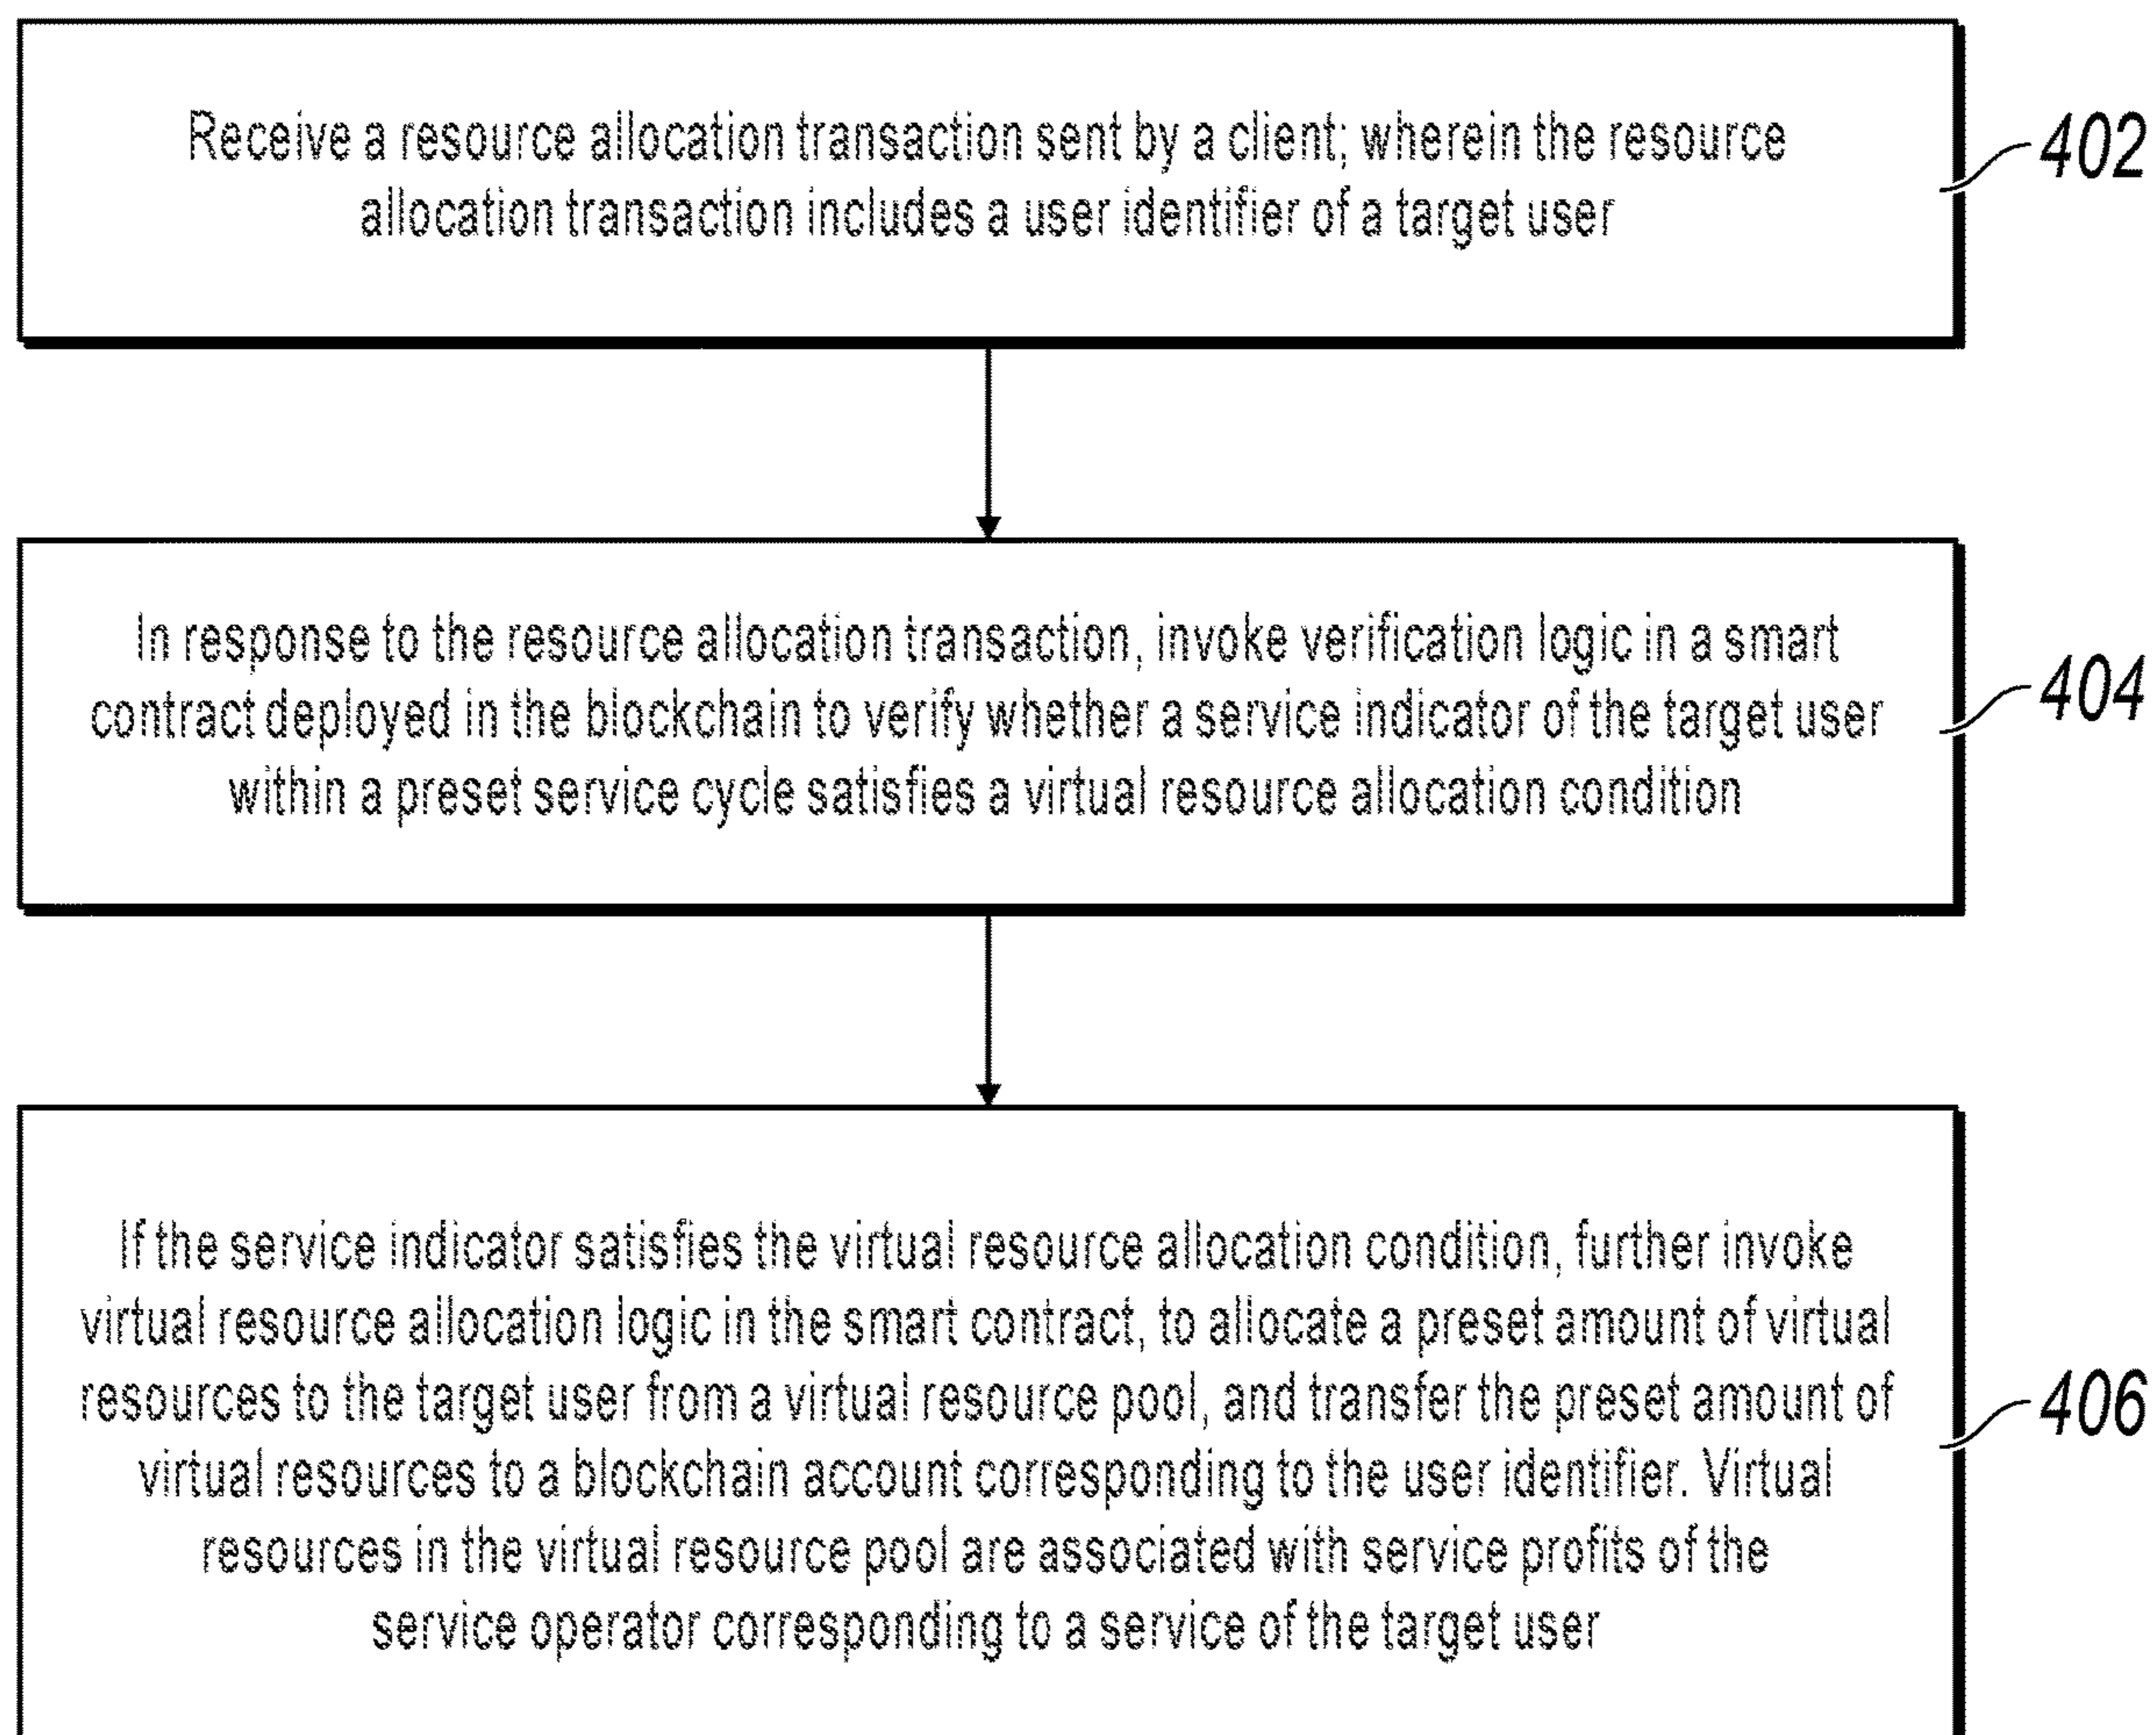 Receive a resource allocation transaction sent by a client; wherein the resource
allocation transaction includes a user identifier of a target user
402
In response to the resource allocation transaction, invoke verification logic in a smart
contract deployed in the blockchain to verify whether a service indicator of the target user
within a preset service cycle satisfies a virtual resource allocation condition
404
If the service indicator satisfies the virtual resource allocation condition, further invoke
virtual resource allocation logic in the smart contract, to allocate a preset amount of virtual
resources to the target user from a virtual resource pool, and transfer the preset amount of
virtual resources to a blockchain account corresponding to the user identifier. Virtual
resources in the virtual resource pool are associated with service profits of the
service operator corresponding to a service of the target user
406